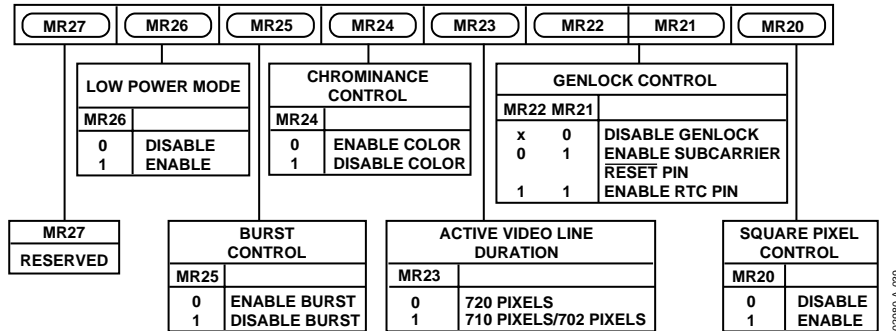 MR27 MR26 MR25 MR24 MR23 MR22 MR21 MR20
LOW POWER MODE
MR26
0 DISABLE
1 ENABLE
CHROMINANCE
CONTROL
MR24
0 ENABLE COLOR
1 DISABLE COLOR
GENLOCK CONTROL
MR22 MR21
x 0 DISABLE GENLOCK
0 1 ENABLE SUBCARRIER
RESET PIN
1 1 ENABLE RTC PIN
MR27
RESERVED
BURST
CONTROL
MR25
0 ENABLE BURST
1 DISABLE BURST
ACTIVE VIDEO LINE
DURATION
MR23
0 720 PIXELS
1 710 PIXELS/702 PIXELS
SQUARE PIXEL
CONTROL
MR20
0 DISABLE
1 ENABLE